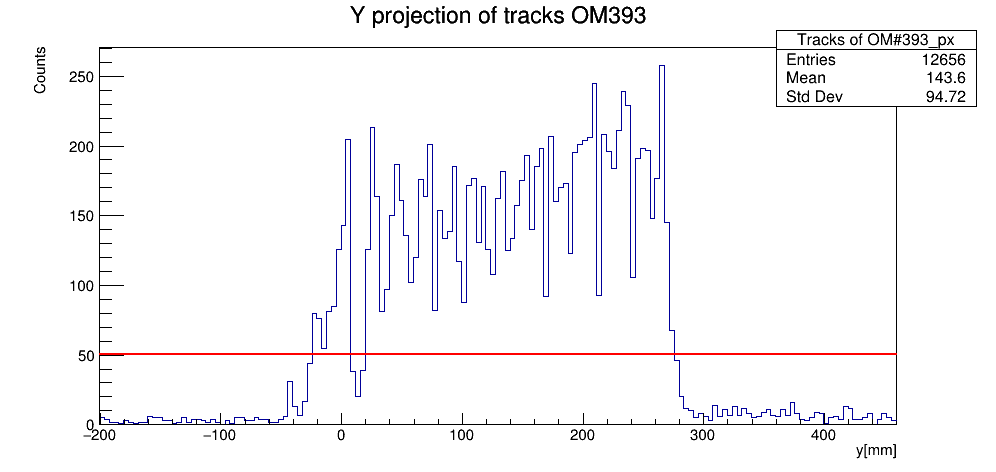 Y projection of tracks OM393
Counts
Tracks of OM#393_px
Entries 12656
Mean 143.6
Std Dev 94.72
250
200
150
100
50
0
−200 −100 0 100 200 300 400
y[mm]